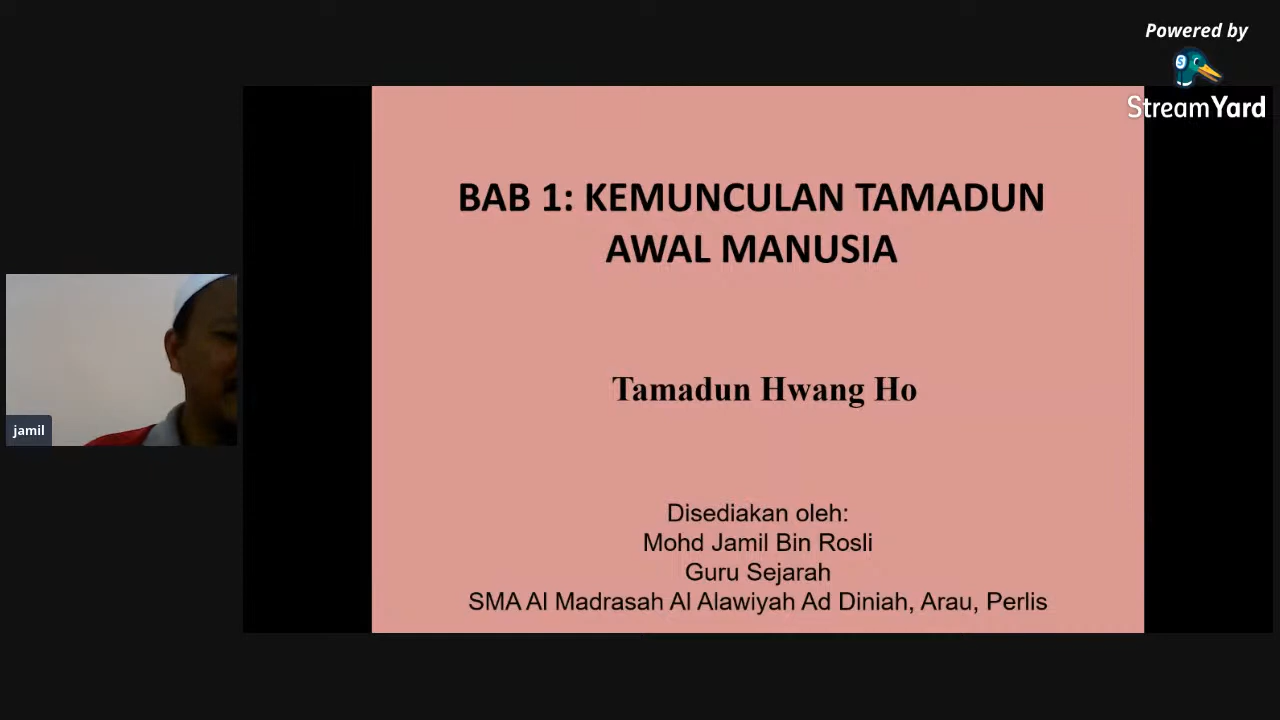 Powered by
StreamYard
BAB 1: KEMUNCULAN TAMADUN
AWAL MANUSIA
Tamadun Hwang Ho
jamil
Disediakan oleh:
Mohd Jamil Bin Rosli
Guru Sejarah
SMA Al Madrasah Al Alawiyah Ad Diniah, Arau, Perlis